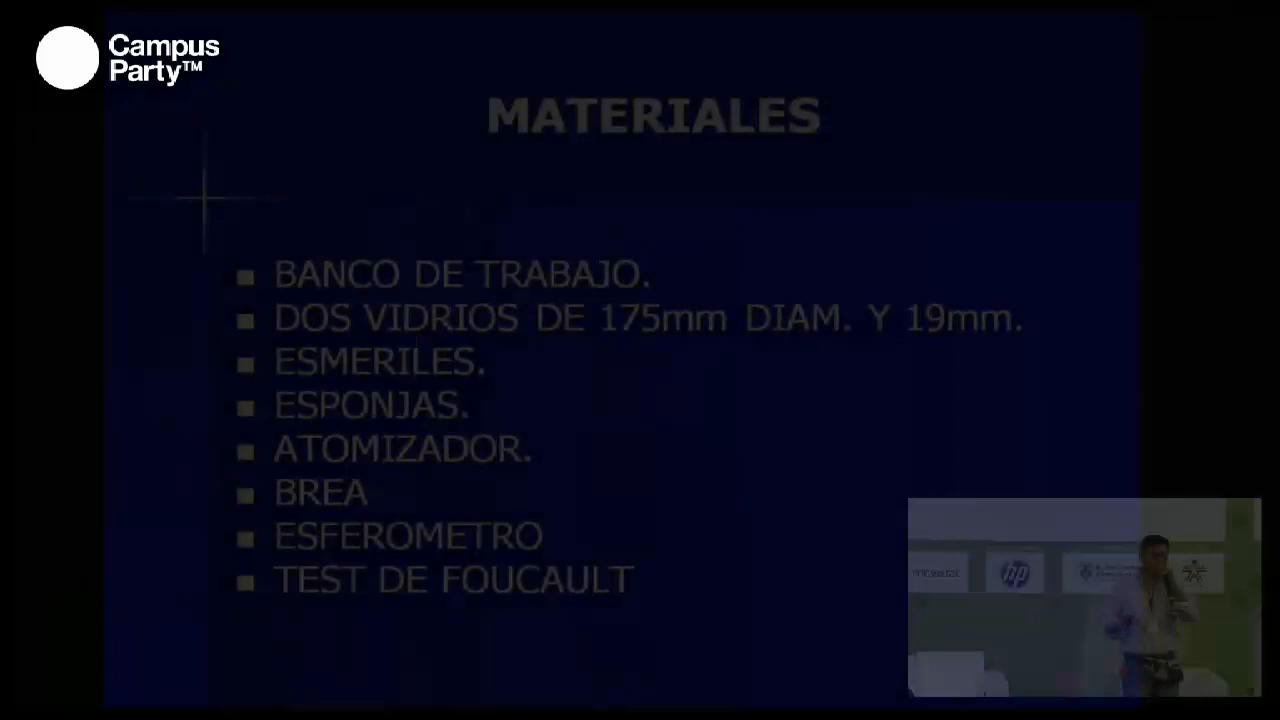 Campus
Party™
MATERIALES
BANCO DE TRABAJO.
DOS VIDRIOS DE 175mm DIAM. Y 19mm.
ESMERILES.
ESPONJAS.
ATOMIZADOR.
BREA
ESFEROMETRO
TEST DE FOUCAULT
hp